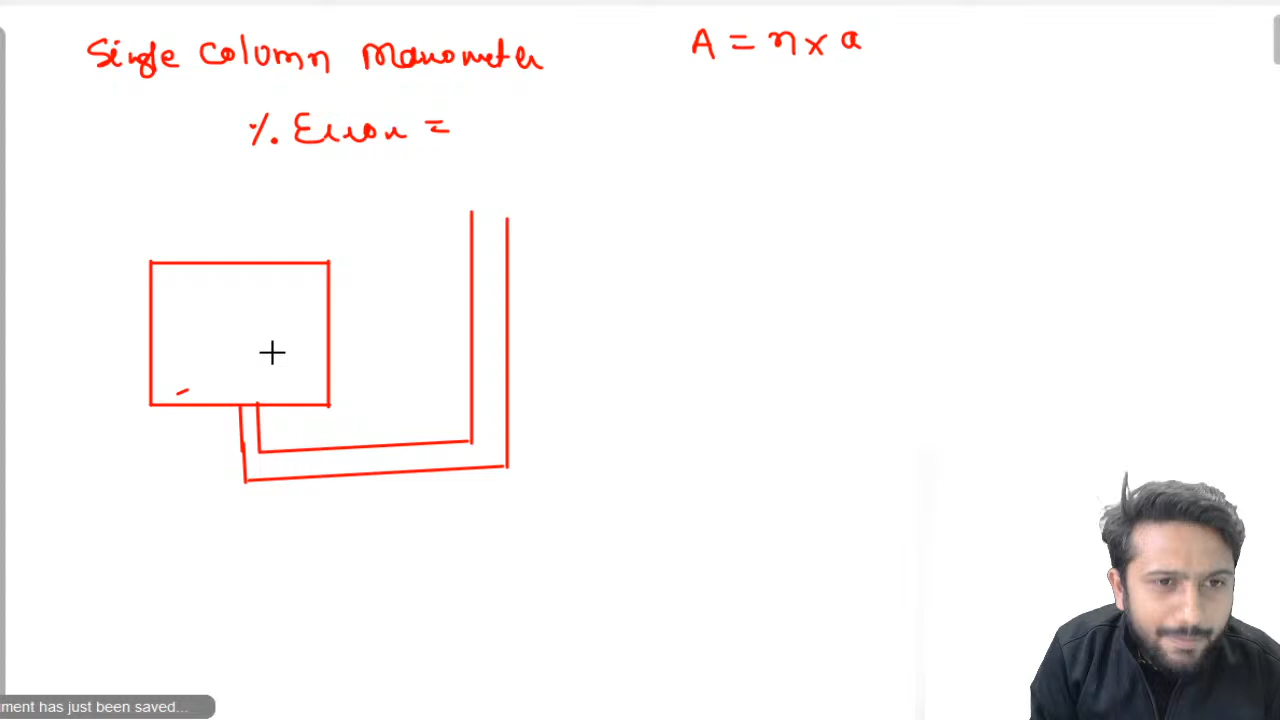 Single Column Manometer
A = n x a
% Error =
ment has just been saved...